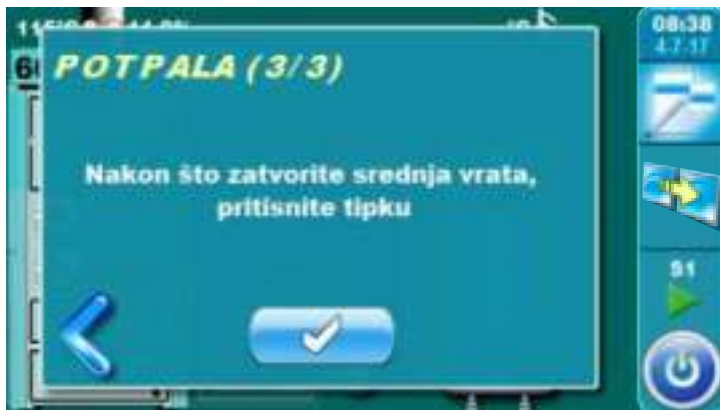 POTPALA (3/3)
Nakon što zatvorite srednja vrata,
pritisnite tipku
08:38
4.7.17
S1